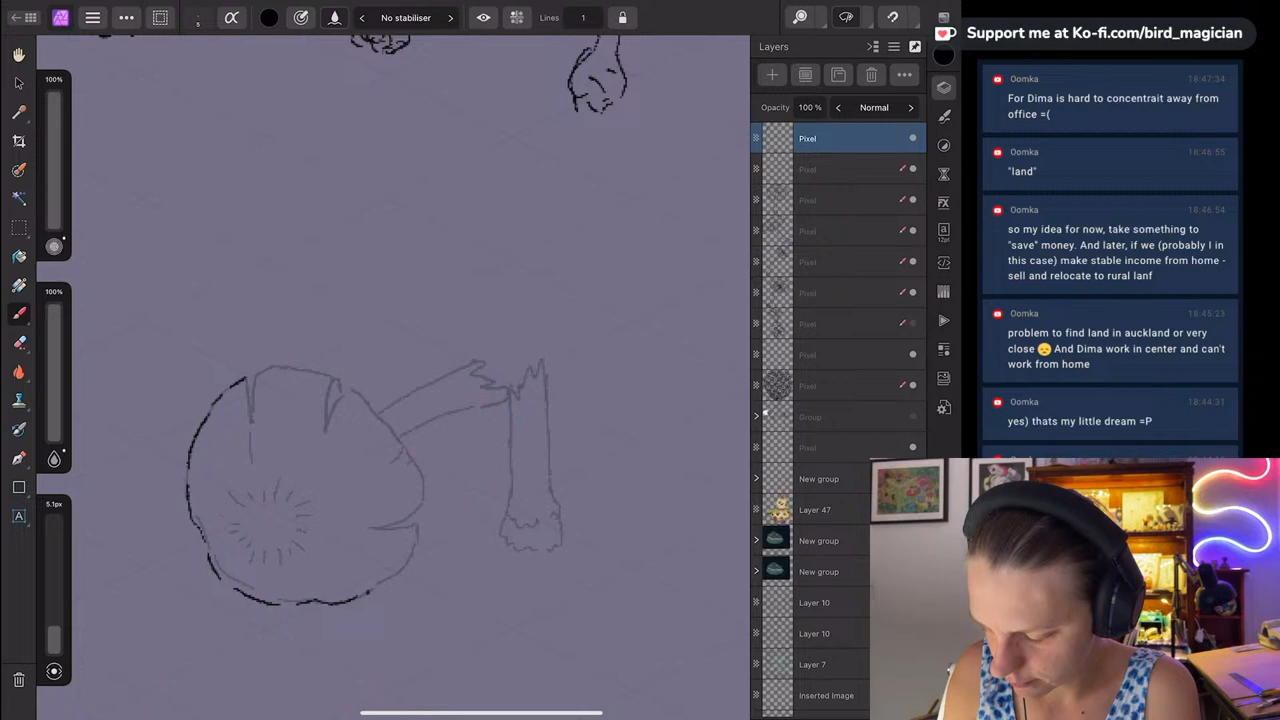 5
α
No stabiliser
Lines
1
Support me at Ko-fi.com/bird_magician
100%
100%
5.1px
A
Layers
Opacity 100 % Normal
Pixel
Pixel
Pixel
Pixel
Pixel
Pixel
Pixel
Pixel
Pixel
Group
Pixel
New group
Layer 47
New group
New group
Layer 10
Layer 10
Layer 7
Inserted Image
FX
a
12pt
Oomka 18:47:34
For Dima is hard to concentrait away from
office =(
Oomka 18:46:55
"land"
Oomka 18:46:54
so my idea for now, take something to
"save" money. And later, if we (probably I in
this case) make stable income from home -
sell and relocate to rural lanf
Oomka 18:45:23
problem to find land in auckland or very
close 😞 And Dima work in center and can't
work from home
Oomka 18:44:31
yes) thats my little dream =P